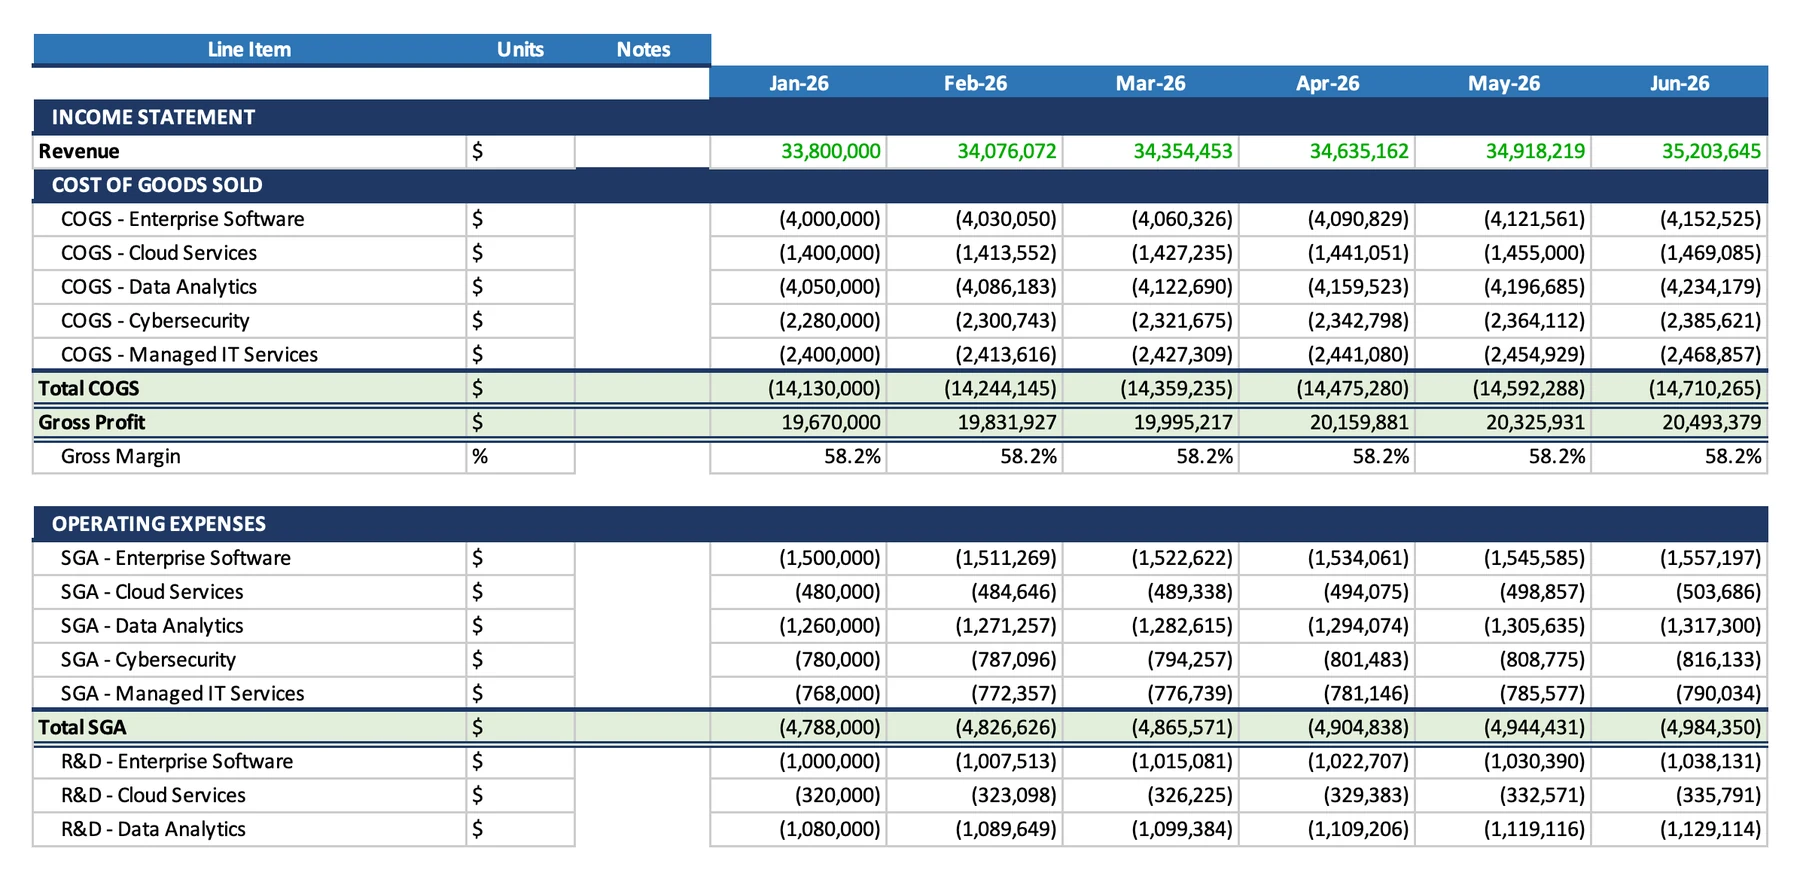 Line Item Units Notes
Jan-26 Feb-26 Mar-26 Apr-26 May-26 Jun-26
INCOME STATEMENT
Revenue $ 33,800,000 34,076,072 34,354,453 34,635,162 34,918,219 35,203,645
COST OF GOODS SOLD
COGS - Enterprise Software $ (4,000,000) (4,030,050) (4,060,326) (4,090,829) (4,121,561) (4,152,525)
COGS - Cloud Services $ (1,400,000) (1,413,552) (1,427,235) (1,441,051) (1,455,000) (1,469,085)
COGS - Data Analytics $ (4,050,000) (4,086,183) (4,122,690) (4,159,523) (4,196,685) (4,234,179)
COGS - Cybersecurity $ (2,280,000) (2,300,743) (2,321,675) (2,342,798) (2,364,112) (2,385,621)
COGS - Managed IT Services $ (2,400,000) (2,413,616) (2,427,309) (2,441,080) (2,454,929) (2,468,857)
Total COGS $ (14,130,000) (14,244,145) (14,359,235) (14,475,280) (14,592,288) (14,710,265)
Gross Profit $ 19,670,000 19,831,927 19,995,217 20,159,881 20,325,931 20,493,379
Gross Margin % 58.2% 58.2% 58.2% 58.2% 58.2% 58.2%
OPERATING EXPENSES
SGA - Enterprise Software $ (1,500,000) (1,511,269) (1,522,622) (1,534,061) (1,545,585) (1,557,197)
SGA - Cloud Services $ (480,000) (484,646) (489,338) (494,075) (498,857) (503,686)
SGA - Data Analytics $ (1,260,000) (1,271,257) (1,282,615) (1,294,074) (1,305,635) (1,317,300)
SGA - Cybersecurity $ (780,000) (787,096) (794,257) (801,483) (808,775) (816,133)
SGA - Managed IT Services $ (768,000) (772,357) (776,739) (781,146) (785,577) (790,034)
Total SGA $ (4,788,000) (4,826,626) (4,865,571) (4,904,838) (4,944,431) (4,984,350)
R&D - Enterprise Software $ (1,000,000) (1,007,513) (1,015,081) (1,022,707) (1,030,390) (1,038,131)
R&D - Cloud Services $ (320,000) (323,098) (326,225) (329,383) (332,571) (335,791)
R&D - Data Analytics $ (1,080,000) (1,089,649) (1,099,384) (1,109,206) (1,119,116) (1,129,114)